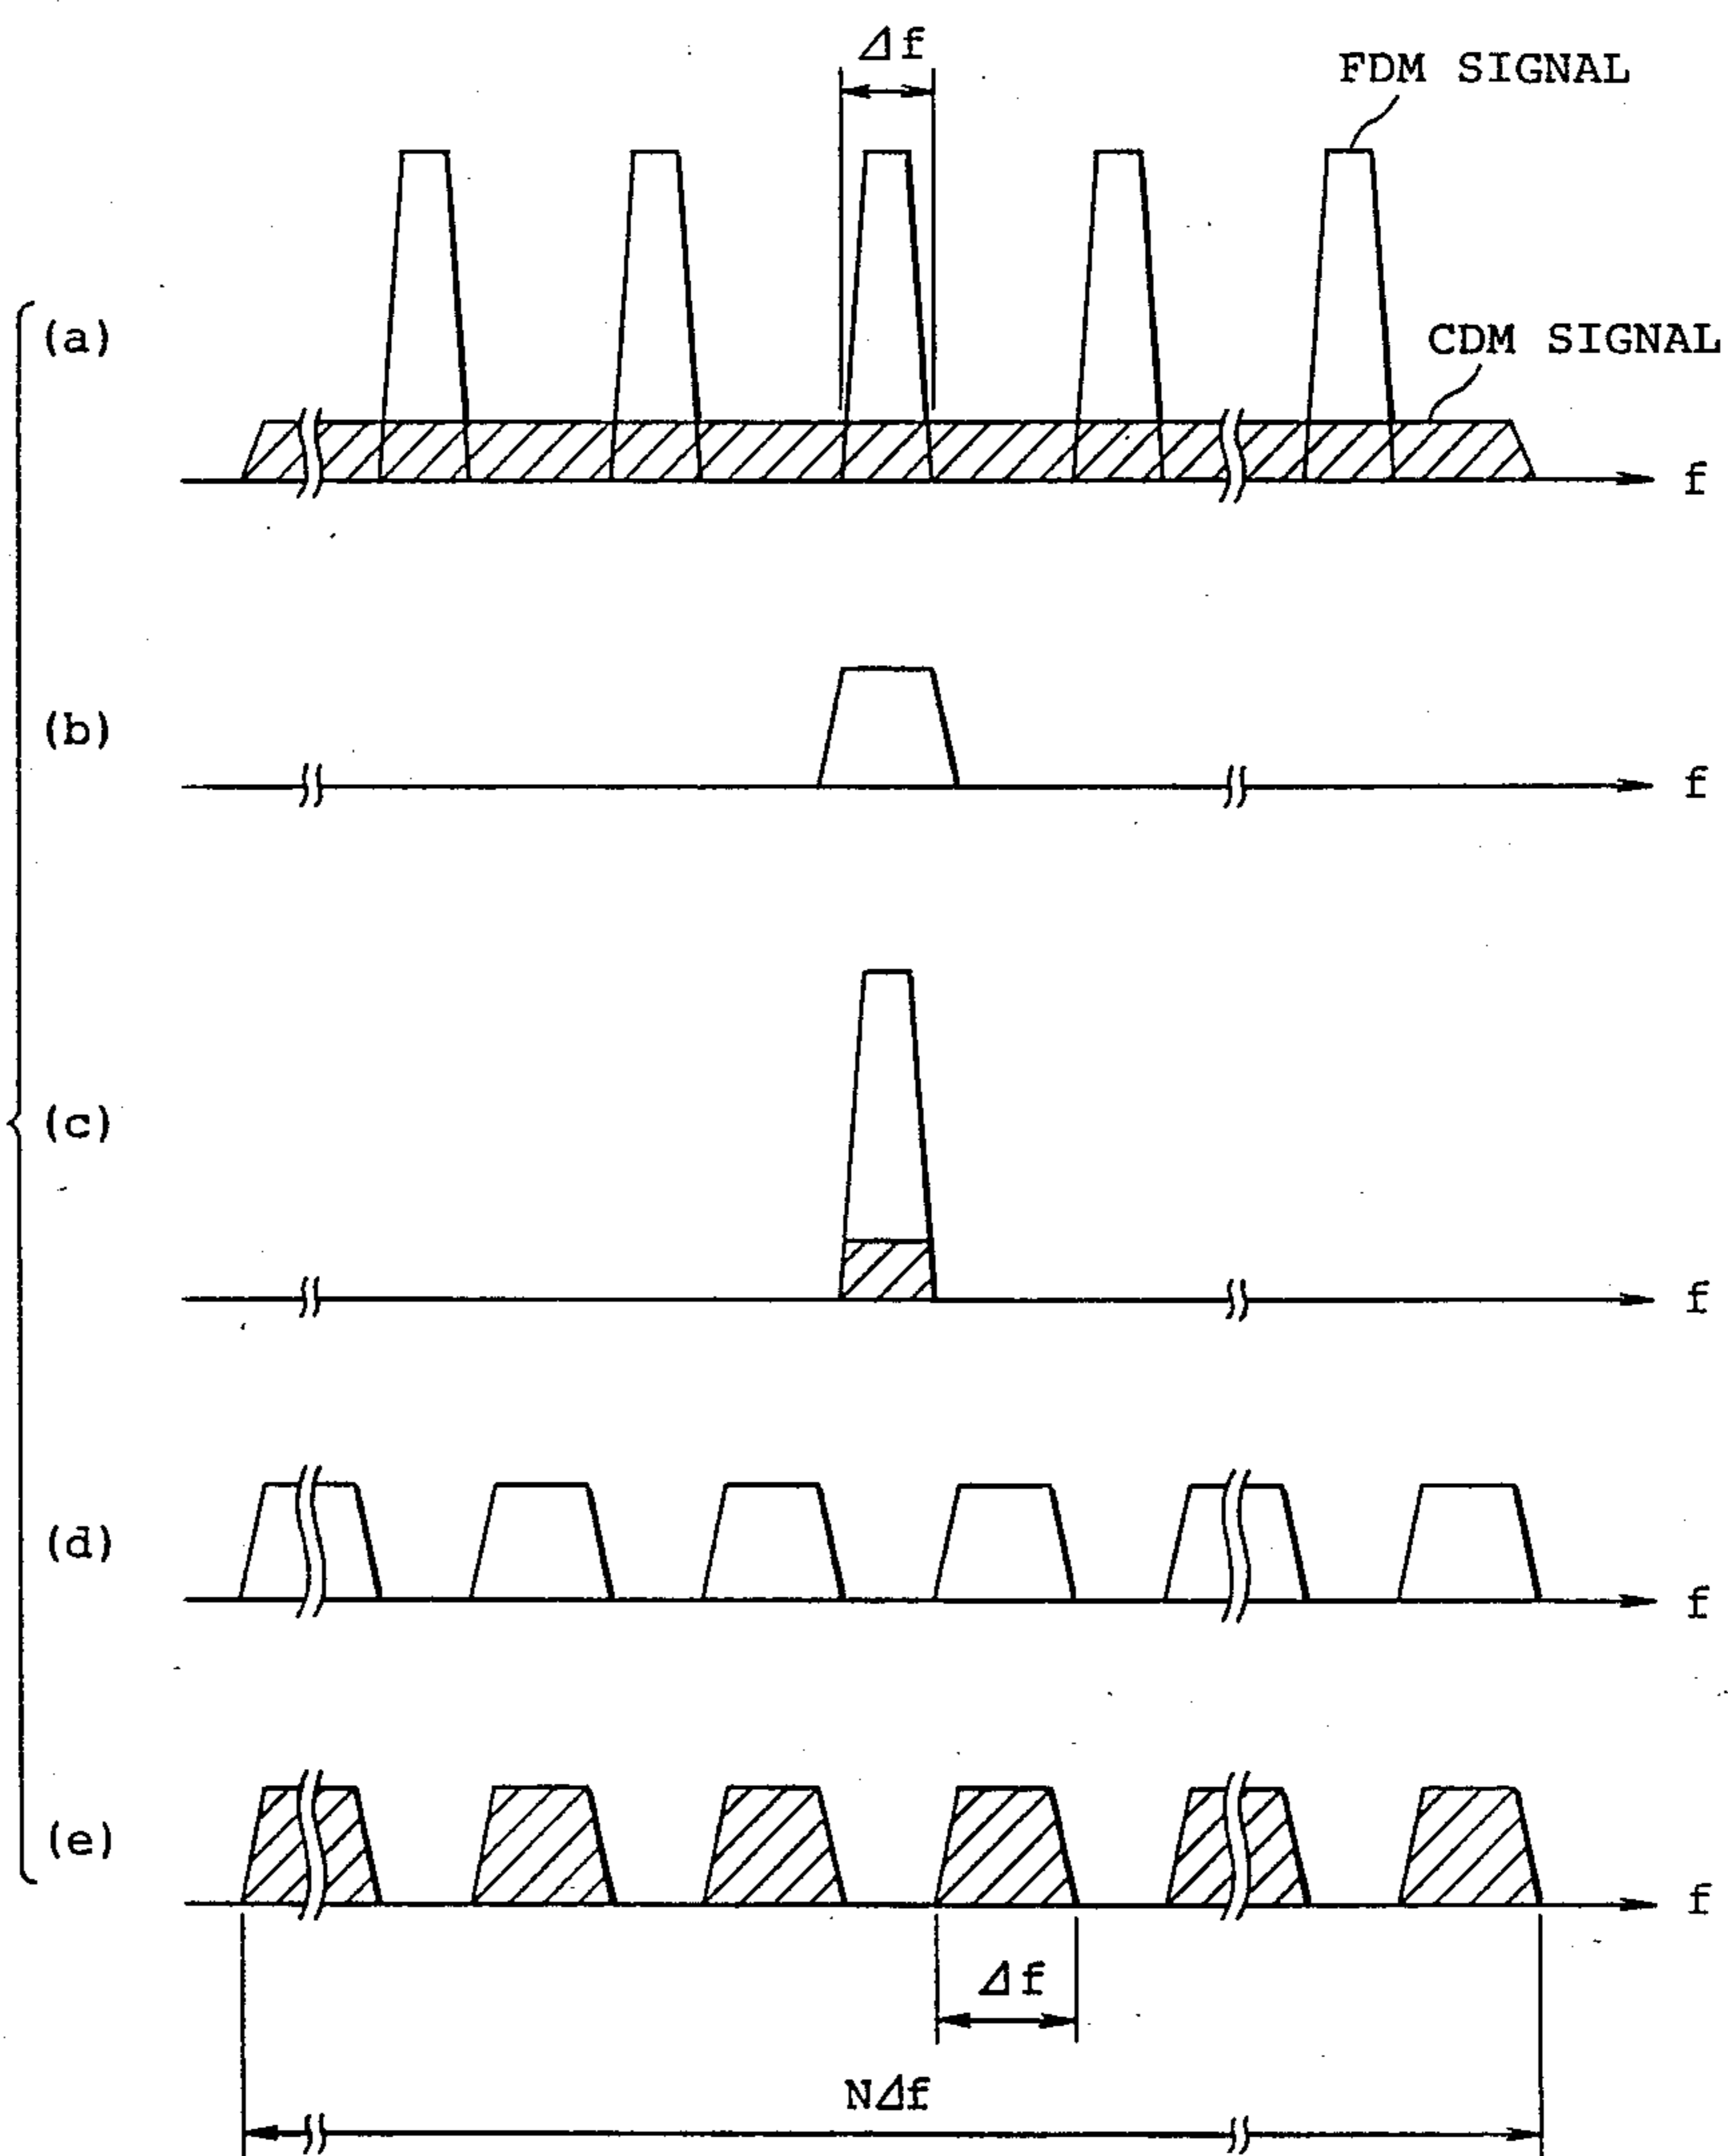 Δf
FDM SIGNAL
(a)
CDM SIGNAL
f
(b)
f
(c)
f
(d)
f
(e)
f
Δf
NΔf